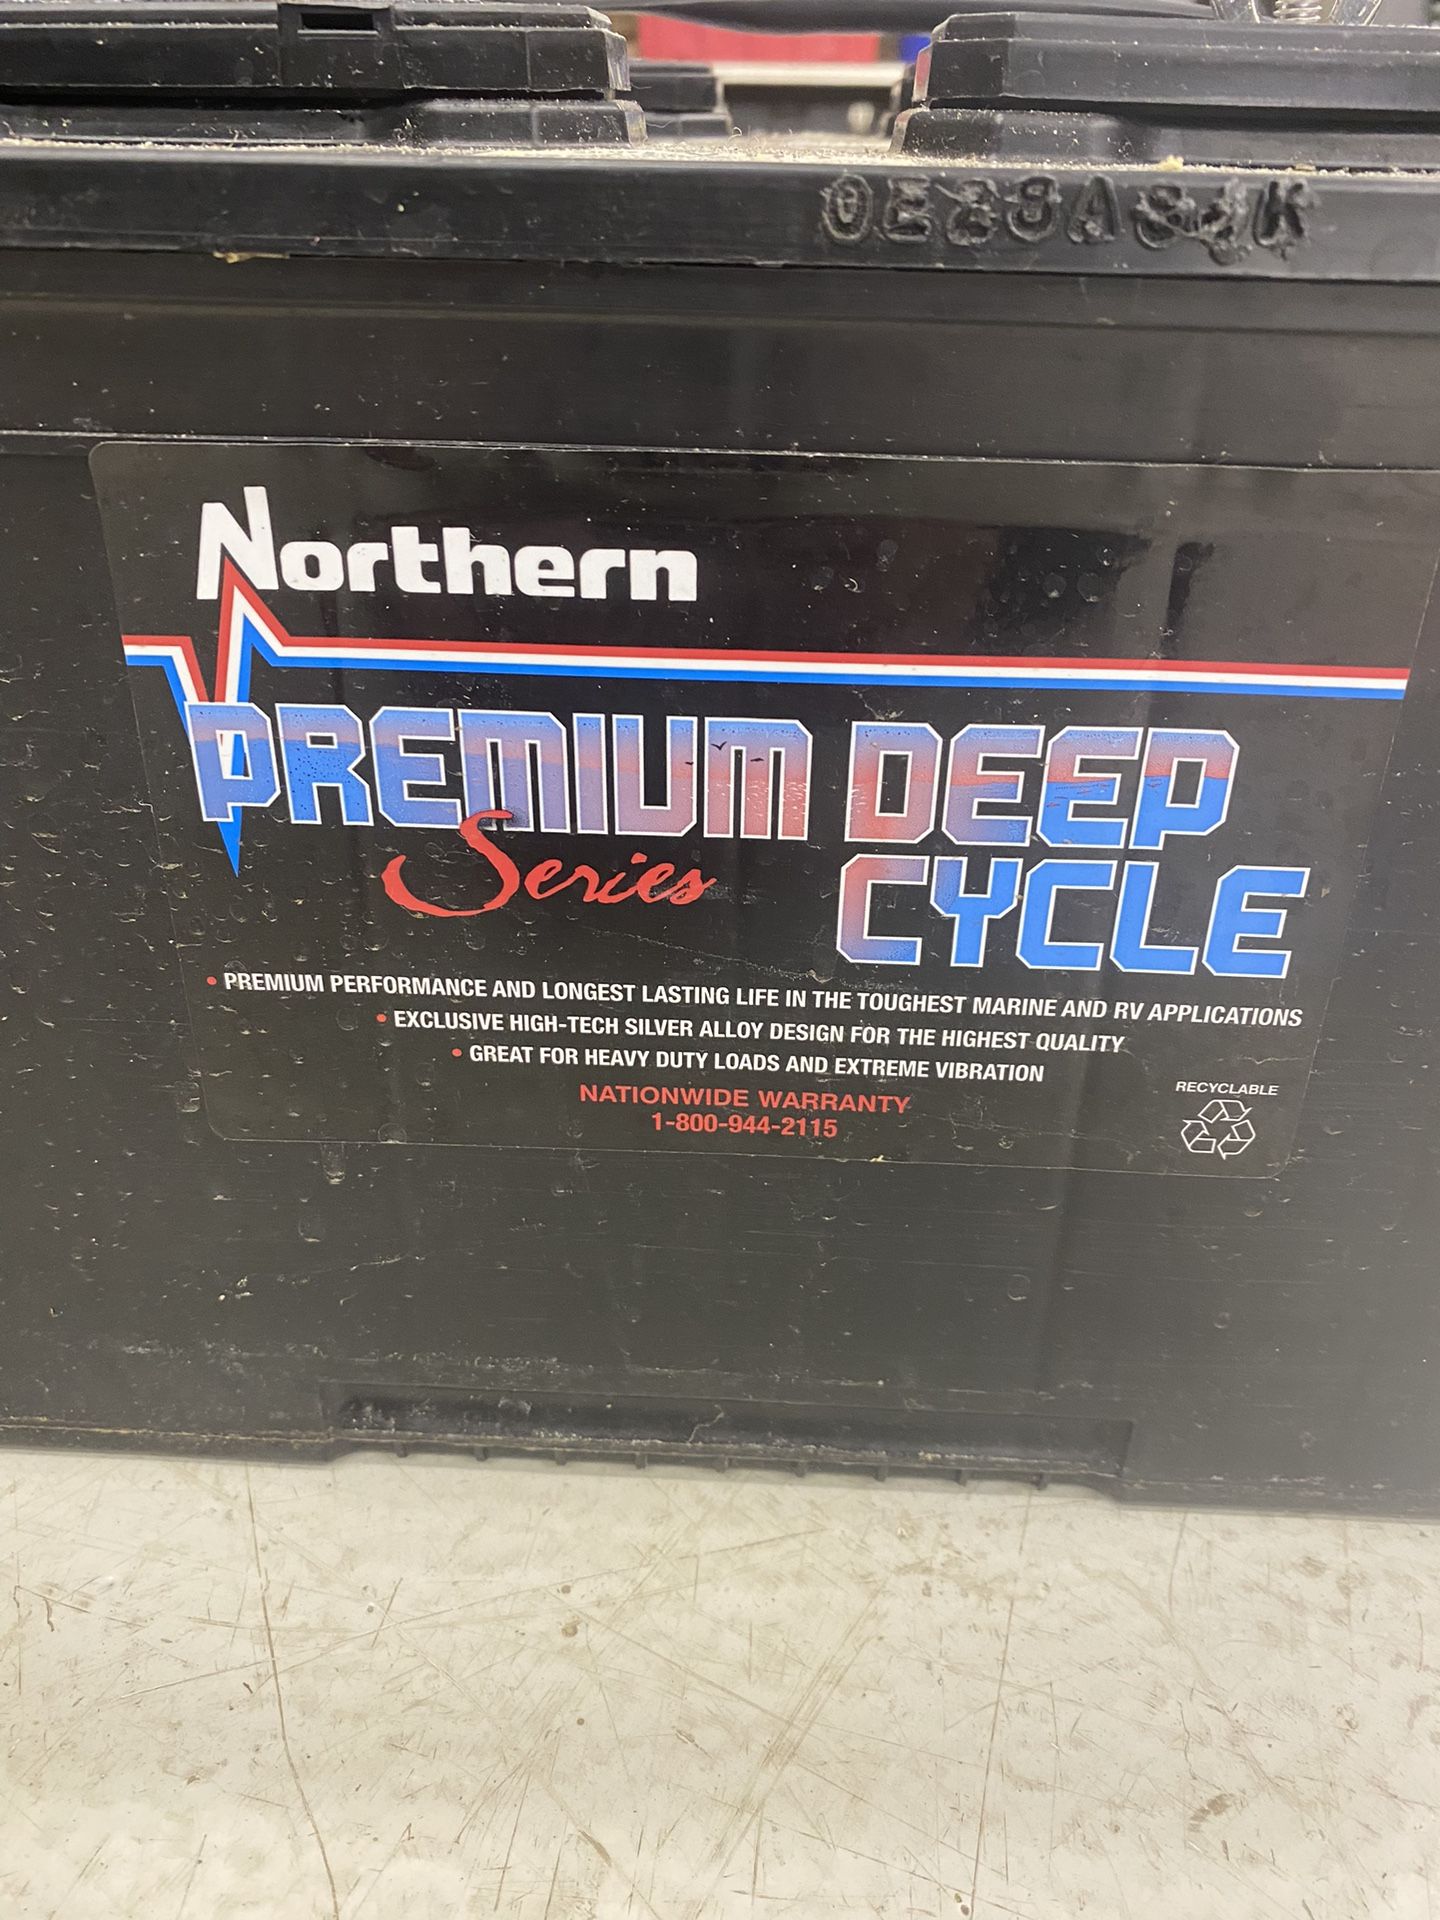 Northern
PREMIUM DEEP
Series CYCLE
• PREMIUM PERFORMANCE AND LONGEST LASTING LIFE IN THE TOUGHEST MARINE AND RV APPLICATIONS
• EXCLUSIVE HIGH-TECH SILVER ALLOY DESIGN FOR THE HIGHEST QUALITY
• GREAT FOR HEAVY DUTY LOADS AND EXTREME VIBRATION
NATIONWIDE WARRANTY
1-800-944-2115
RECYCLABLE